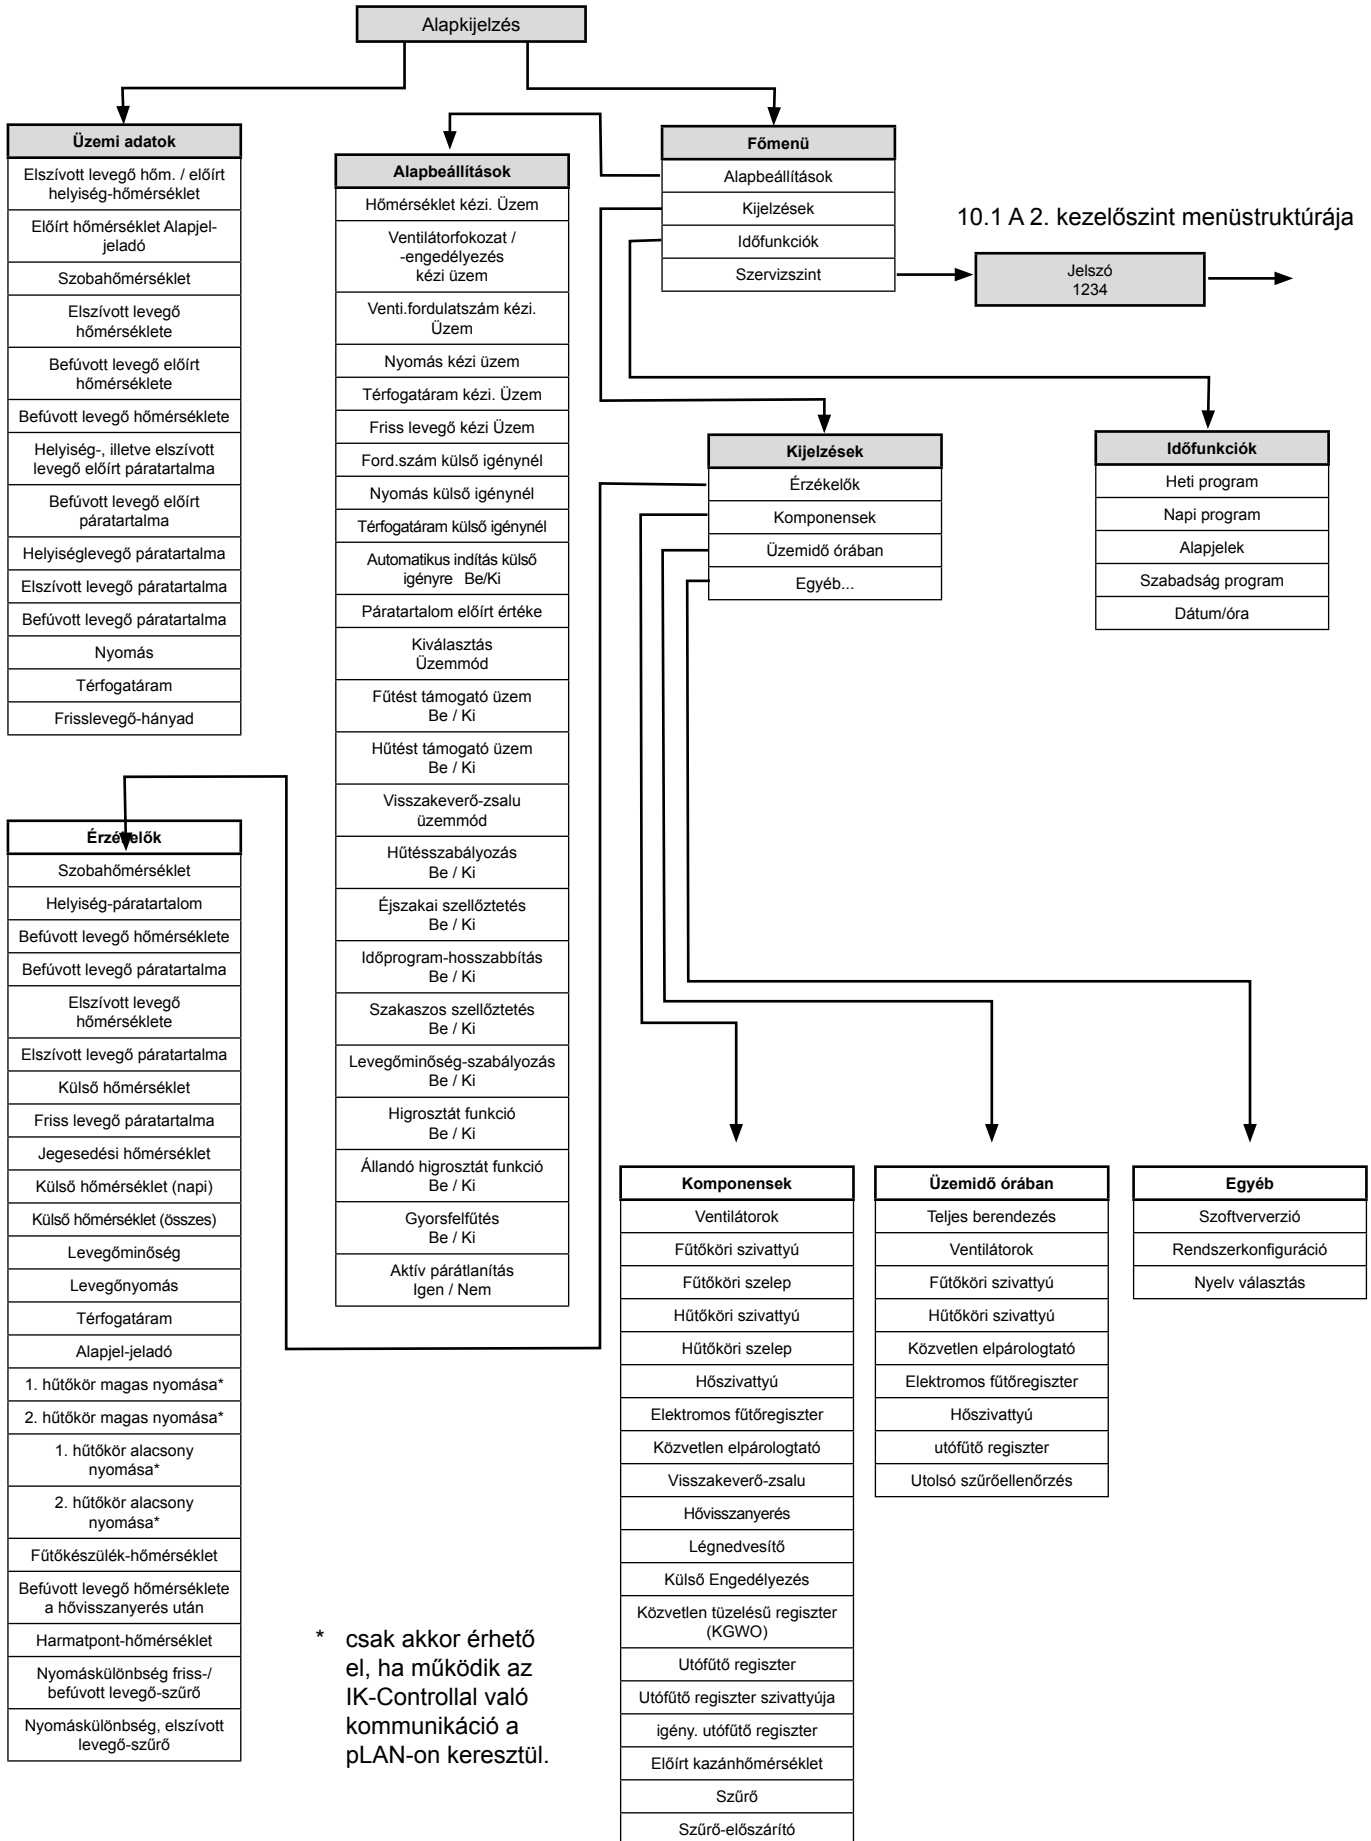 Alapkijelzés
Üzemi adatok
Elszívott levegő hőm. / előírt
helyiség-hőmérséklet
Előírt hőmérséklet Alapjel-
jeladó
Szobahőmérséklet
Elszívott levegő
hőmérséklete
Befúvott levegő előírt
hőmérséklete
Befúvott levegő hőmérséklete
Helyiség-, illetve elszívott
levegő előírt páratartalma
Befúvott levegő előírt
páratartalma
Helyiséglevegő páratartalma
Elszívott levegő páratartalma
Befúvott levegő páratartalma
Nyomás
Térfogatáram
Frisslevegő-hányad
Alapbeállítások
Hőmérséklet kézi. Üzem
Ventilátorfokozat /
-engedélyezés
kézi üzem
Venti.fordulatszám kézi.
Üzem
Nyomás kézi üzem
Térfogatáram kézi. Üzem
Friss levegő kézi Üzem
Ford.szám külső igénynél
Nyomás külső igénynél
Térfogatáram külső igénynél
Automatikus indítás külső
igényre Be/Ki
Páratartalom előírt értéke
Kiválasztás
Üzemmód
Fűtést támogató üzem
Be / Ki
Hűtést támogató üzem
Be / Ki
Visszakeverő-zsalu
üzemmód
Hűtésszabályozás
Be / Ki
Éjszakai szellőztetés
Be / Ki
Időprogram-hosszabbítás
Be / Ki
Szakaszos szellőztetés
Be / Ki
Levegőminőség-szabályozás
Be / Ki
Higrosztát funkció
Be / Ki
Állandó higrosztát funkció
Be / Ki
Gyorsfelfűtés
Be / Ki
Aktív párátlanítás
Igen / Nem
Főmenü
Alapbeállítások
Kijelzések
Időfunkciók
Szervizszint
10.1 A 2. kezelőszint menüstruktúrája
Jelszó
1234
Kijelzések
Érzékelők
Komponensek
Üzemidő órában
Egyéb...
Időfunkciók
Heti program
Napi program
Alapjelek
Szabadság program
Dátum/óra
Érzékelők
Szobahőmérséklet
Helyiség-páratartalom
Befúvott levegő hőmérséklete
Befúvott levegő páratartalma
Elszívott levegő
hőmérséklete
Elszívott levegő páratartalma
Külső hőmérséklet
Friss levegő páratartalma
Jegesedési hőmérséklet
Külső hőmérséklet (napi)
Külső hőmérséklet (összes)
Levegőminőség
Levegőnyomás
Térfogatáram
Alapjel-jeladó
1. hűtőkör magas nyomása*
2. hűtőkör magas nyomása*
1. hűtőkör alacsony
nyomása*
2. hűtőkör alacsony
nyomása*
Fűtőkészülék-hőmérséklet
Befúvott levegő hőmérséklete
a hővisszanyerés után
Harmatpont-hőmérséklet
Nyomáskülönbség friss-/
befúvott levegő-szűrő
Nyomáskülönbség, elszívott
levegő-szűrő
* csak akkor érhető
el, ha működik az
IK-Controllal való
kommunikáció a
pLAN-on keresztül.
Komponensek
Ventilátorok
Fűtőköri szivattyú
Fűtőköri szelep
Hűtőköri szivattyú
Hűtőköri szelep
Hőszivattyú
Elektromos fűtőregiszter
Közvetlen elpárologtató
Visszakeverő-zsalu
Hővisszanyerés
Légnedvesítő
Külső Engedélyezés
Közvetlen tüzelésű regiszter
(KGWO)
Utófűtő regiszter
Utófűtő regiszter szivattyúja
igény. utófűtő regiszter
Előírt kazánhőmérséklet
Szűrő
Szűrő-előszárító
Üzemidő órában
Teljes berendezés
Ventilátorok
Fűtőköri szivattyú
Hűtőköri szivattyú
Közvetlen elpárologtató
Elektromos fűtőregiszter
Hőszivattyú
utófűtő regiszter
Utolsó szűrőellenőrzés
Egyéb
Szoftververzió
Rendszerkonfiguráció
Nyelv választás